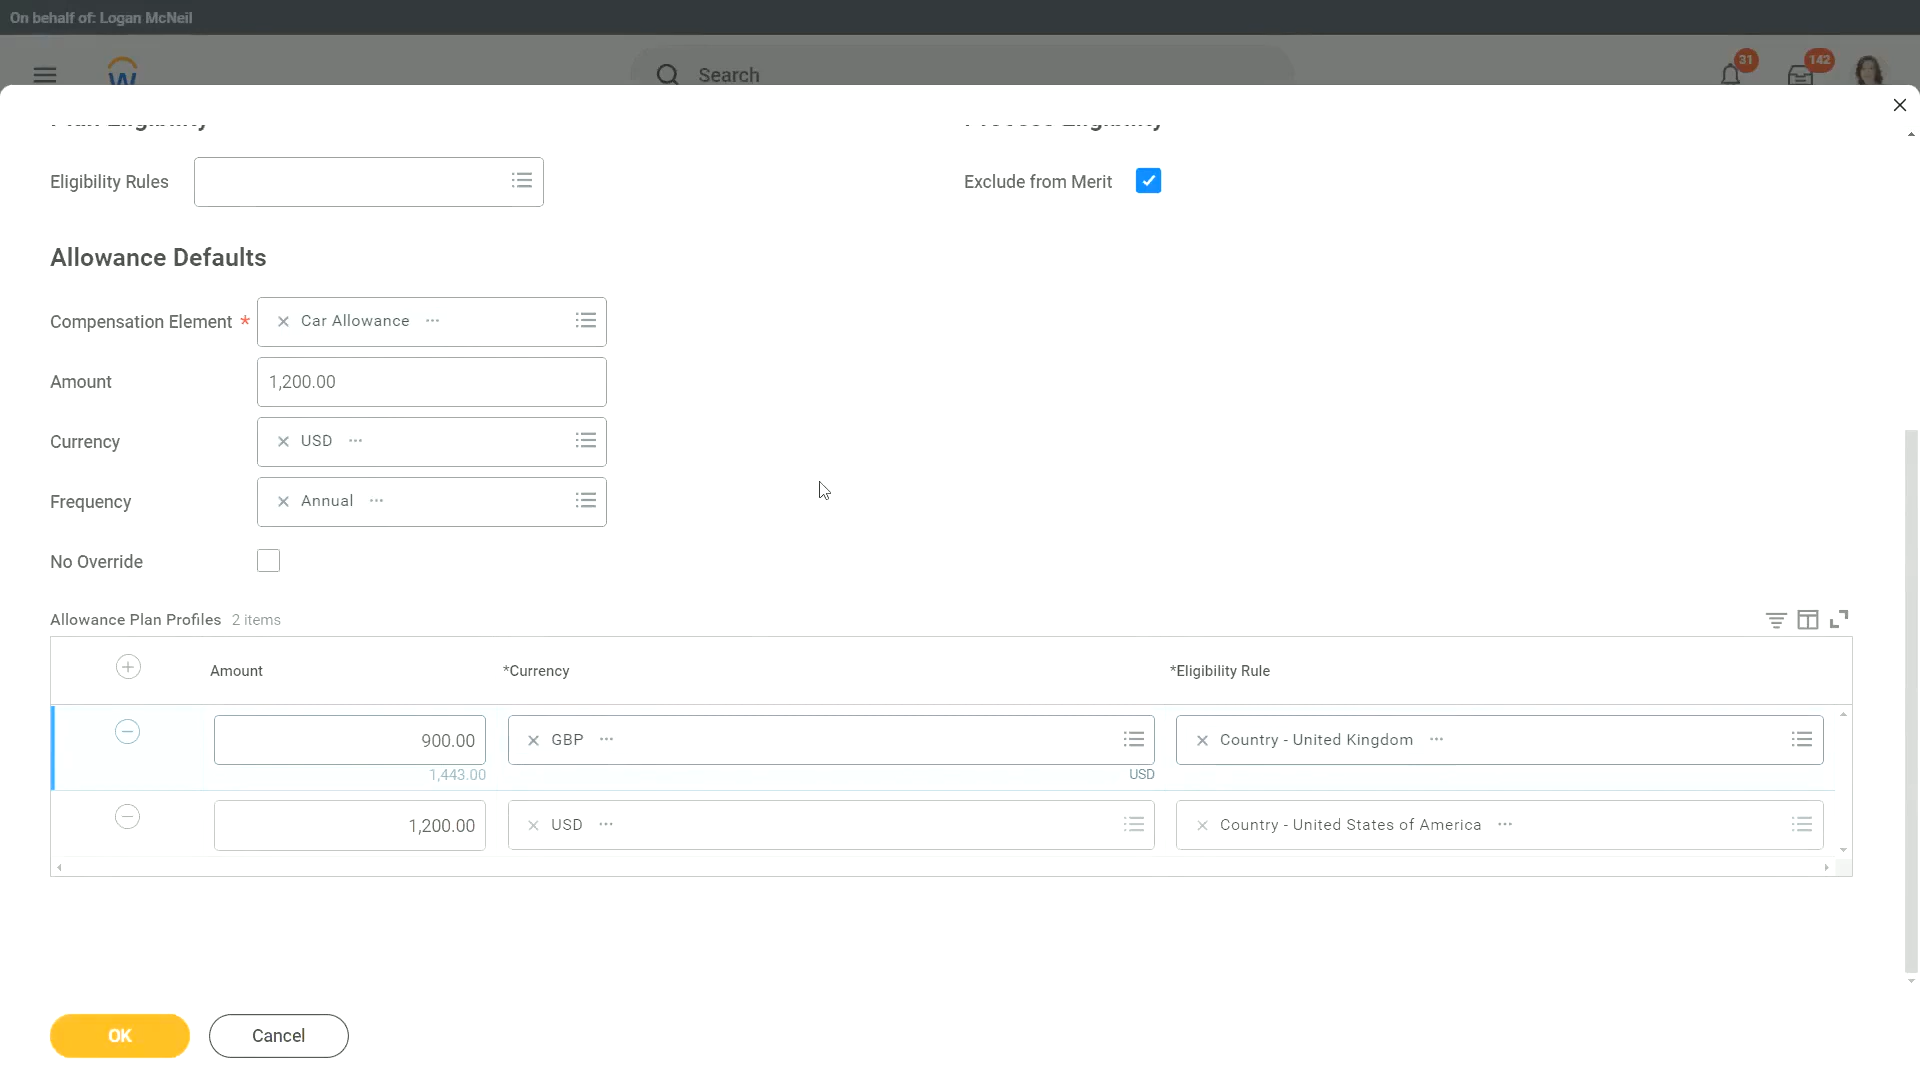 On behalf of: Logan McNeil
Search
31
142
Eligibility Rules
Exclude from Merit
Allowance Defaults
Compensation Element *
Car Allowance
Amount
1,200.00
Currency
USD
Frequency
Annual
No Override
Allowance Plan Profiles 2 items
Amount *Currency *Eligibility Rule
900.00 GBP Country - United Kingdom
1,443.00 USD
1,200.00 USD Country - United States of America
OK Cancel